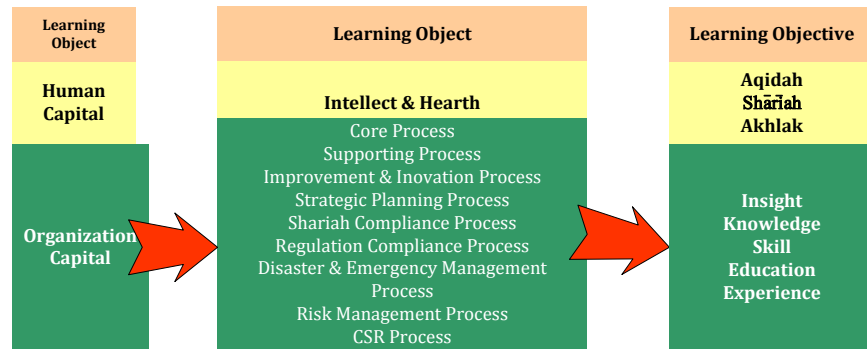 Learning
Object
Human
Capital
Organization
Capital
Learning Object
Intellect & Hearth
Core Process
Supporting Process
Improvement & Inovation Process
Strategic Planning Process
Shariah Compliance Process
Regulation Compliance Process
Disaster & Emergency Management
Process
Risk Management Process
CSR Process
Learning Objective
Aqidah
Shārīah
Akhlak
Insight
Knowledge
Skill
Education
Experience